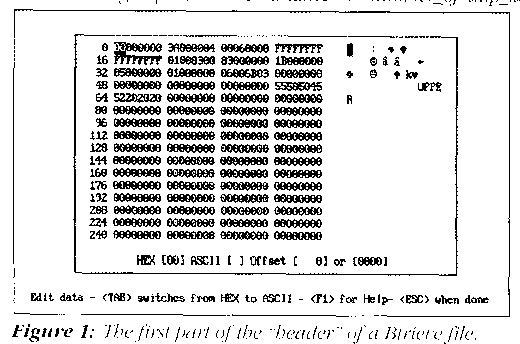 0 00000000 3A000004 00060000 FFFFFFFF
16 FFFFFFFF 01000300 83000000 1B000000
32 05000000 01000000 00000000
48 00000000 00000000 00000000 55505045
UPPE
64 52202020 00000000 00000000 00000000
R
80 00000000 00000000 00000000 00000000
96 00000000 00000000 00000000 00000000
112 00000000 00000000 00000000 00000000
128 00000000 00000000 00000000 00000000
144 00000000 00000000 00000000 00000000
160 00000000 00000000 00000000 00000000
176 00000000 00000000 00000000 00000000
192 00000000 00000000 00000000 00000000
208 00000000 00000000 00000000 00000000
224 00000000 00000000 00000000 00000000
240 00000000 00000000 00000000 00000000
HEX [00] ASCII [ ] Offset [ 0] or [0000]
Edit data - <TAB> switches from HEX to ASCII - <F1> for Help- <ESC> when done
Figure 1: The first part of the "header" of a Btrieve file.